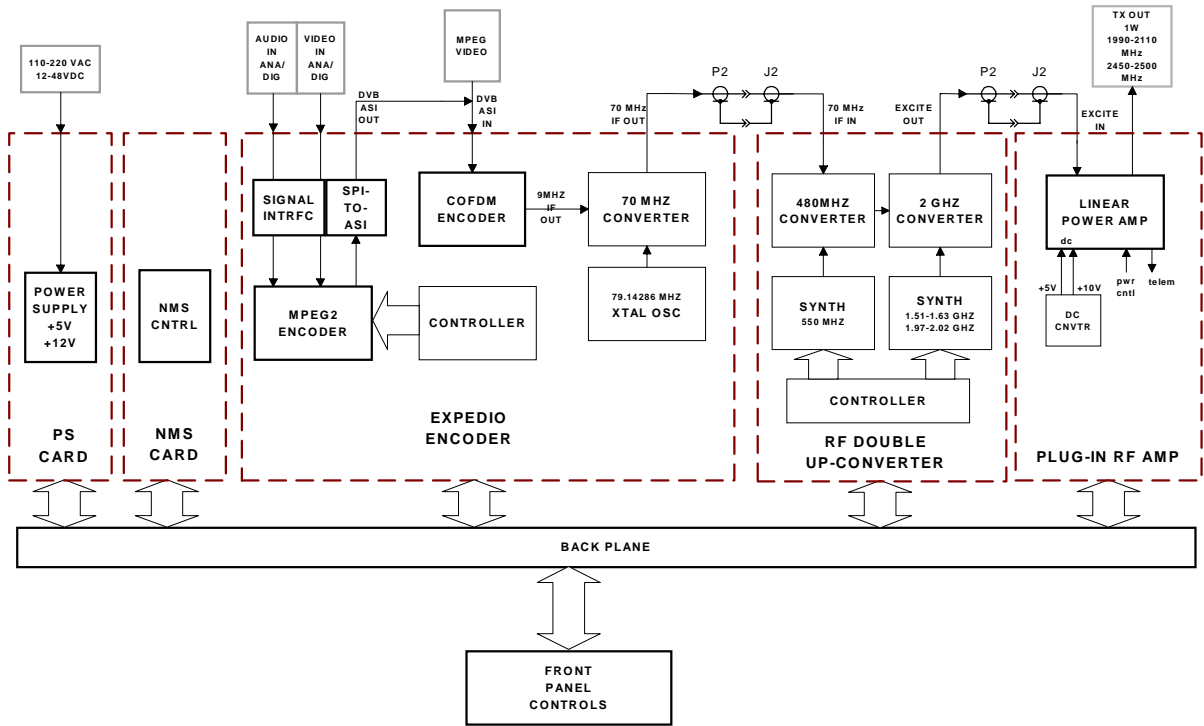 110-220 VAC
12-48VDC
AUDIO
IN
ANA/
DIG
VIDEO
IN
ANA/
DIG
MPEG
VIDEO
TX OUT
1W
1990-2110
MHz
2450-2500
MHz
DVB
ASI
OUT
DVB
ASI
IN
70 MHz
IF OUT
P2
J2
70 MHz
IF IN
EXCITE
OUT
P2
J2
EXCITE
IN
SIGNAL
INTRFC
SPI-
TO-
ASI
COFDM
ENCODER
9MHZ
IF
OUT
70 MHZ
CONVERTER
480MHZ
CONVERTER
2 GHZ
CONVERTER
LINEAR
POWER AMP
dc
+5V
+10V
pwr
cntl
telem
DC
CNVTR
POWER
SUPPLY
+5V
+12V
NMS
CNTRL
MPEG2
ENCODER
CONTROLLER
79.14286 MHZ
XTAL OSC
SYNTH
550 MHZ
SYNTH
1.51-1.63 GHZ
1.97-2.02 GHZ
CONTROLLER
PS
CARD
NMS
CARD
EXPEDIO
ENCODER
RF DOUBLE
UP-CONVERTER
PLUG-IN RF AMP
BACK PLANE
FRONT
PANEL
CONTROLS